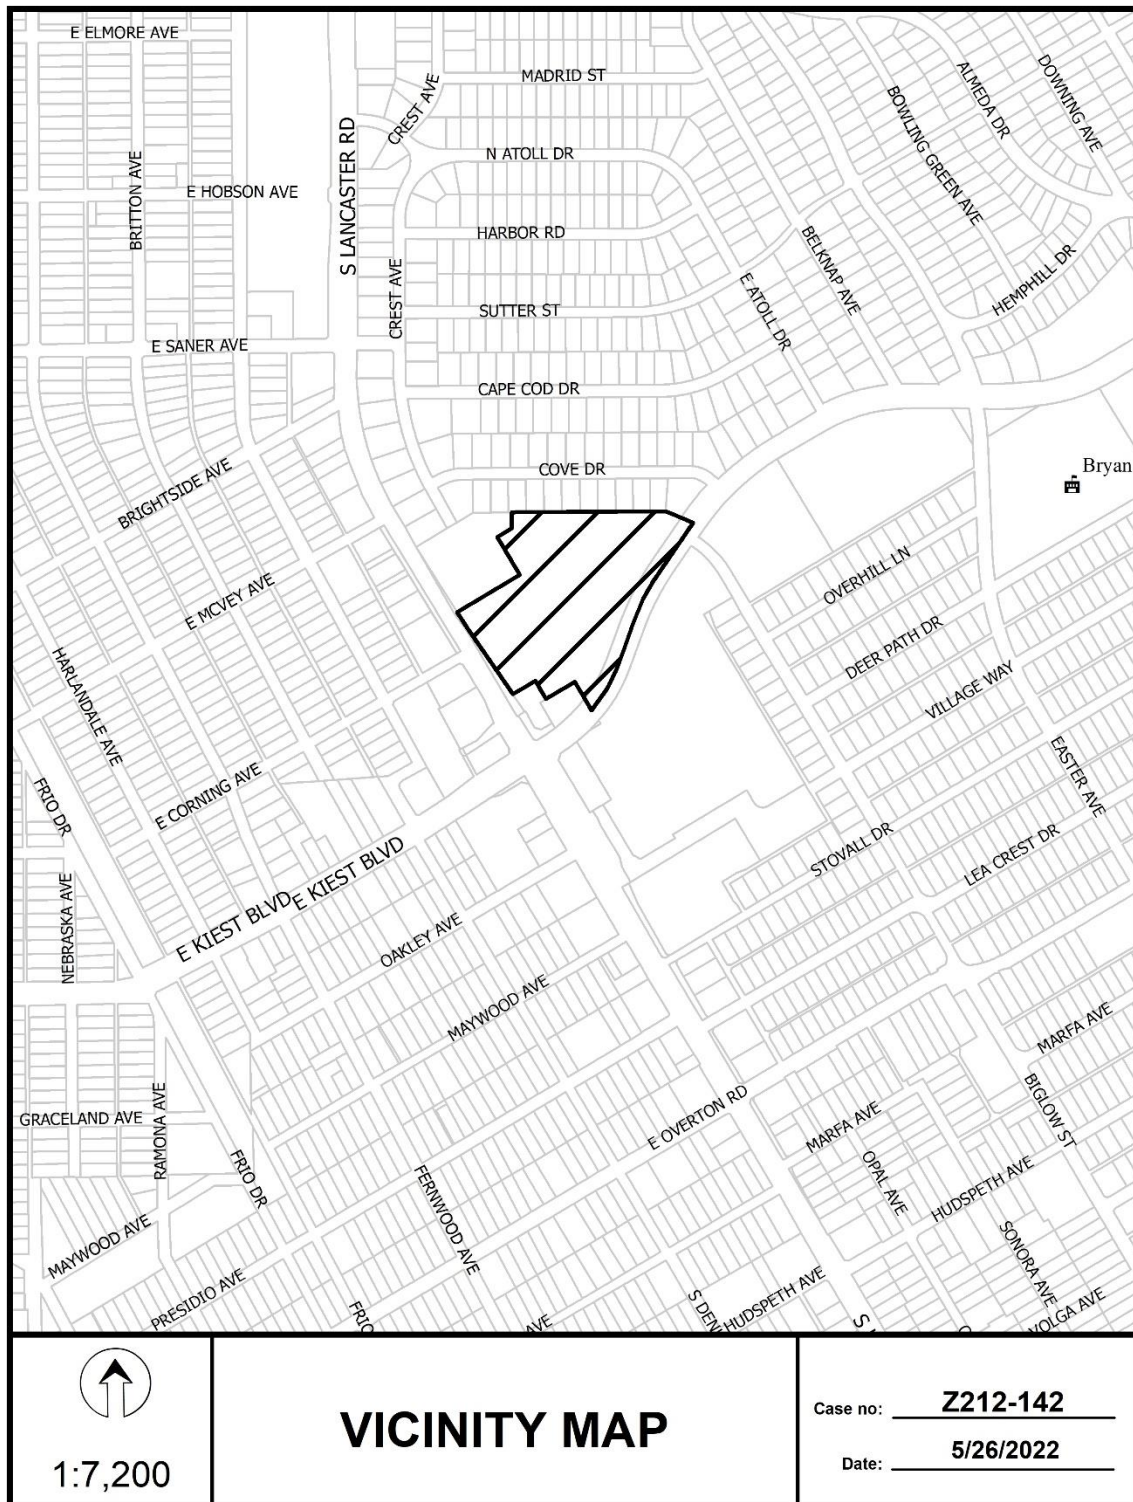 E ELMORE AVE
MADRID ST
CREST AVE
ALMEDA DR
DOWNING AVE
BOWLING GREEN AVE
S LANCASTER RD
BRITTON AVE
N ATOLL DR
E HOBSON AVE
HARBOR RD
BELKNAP AVE
HEMPHILL DR
CREST AVE
SUTTER ST
E ATOLL DR
E SANER AVE
CAPE COD DR
BRIGHTSIDE AVE
COVE DR
Bryan
OVERHILL LN
E MCVEY AVE
DEER PATH DR
HARLANDALE AVE
VILLAGE WAY
EASTER AVE
E CORNING AVE
FRIO DR
STOVALL DR
LEA CREST DR
NEBRASKA AVE
E KIEST BLVD
E KIEST BLVD
OAKLEY AVE
MAYWOOD AVE
MARFA AVE
BIGLOW ST
GRACELAND AVE
RAMONA AVE
E OVERTON RD
MARFA AVE
OPAL AVE
HUDSPETH AVE
FRIO DR
FERNWOOD AVE
SONORA AVE
MAYWOOD AVE
PRESIDIO AVE
FRIO
AVE
S DEN
HUDSPETH AVE
S
VOLGA AVE
1:7,200
VICINITY MAP
Case no: Z212-142
Date: 5/26/2022